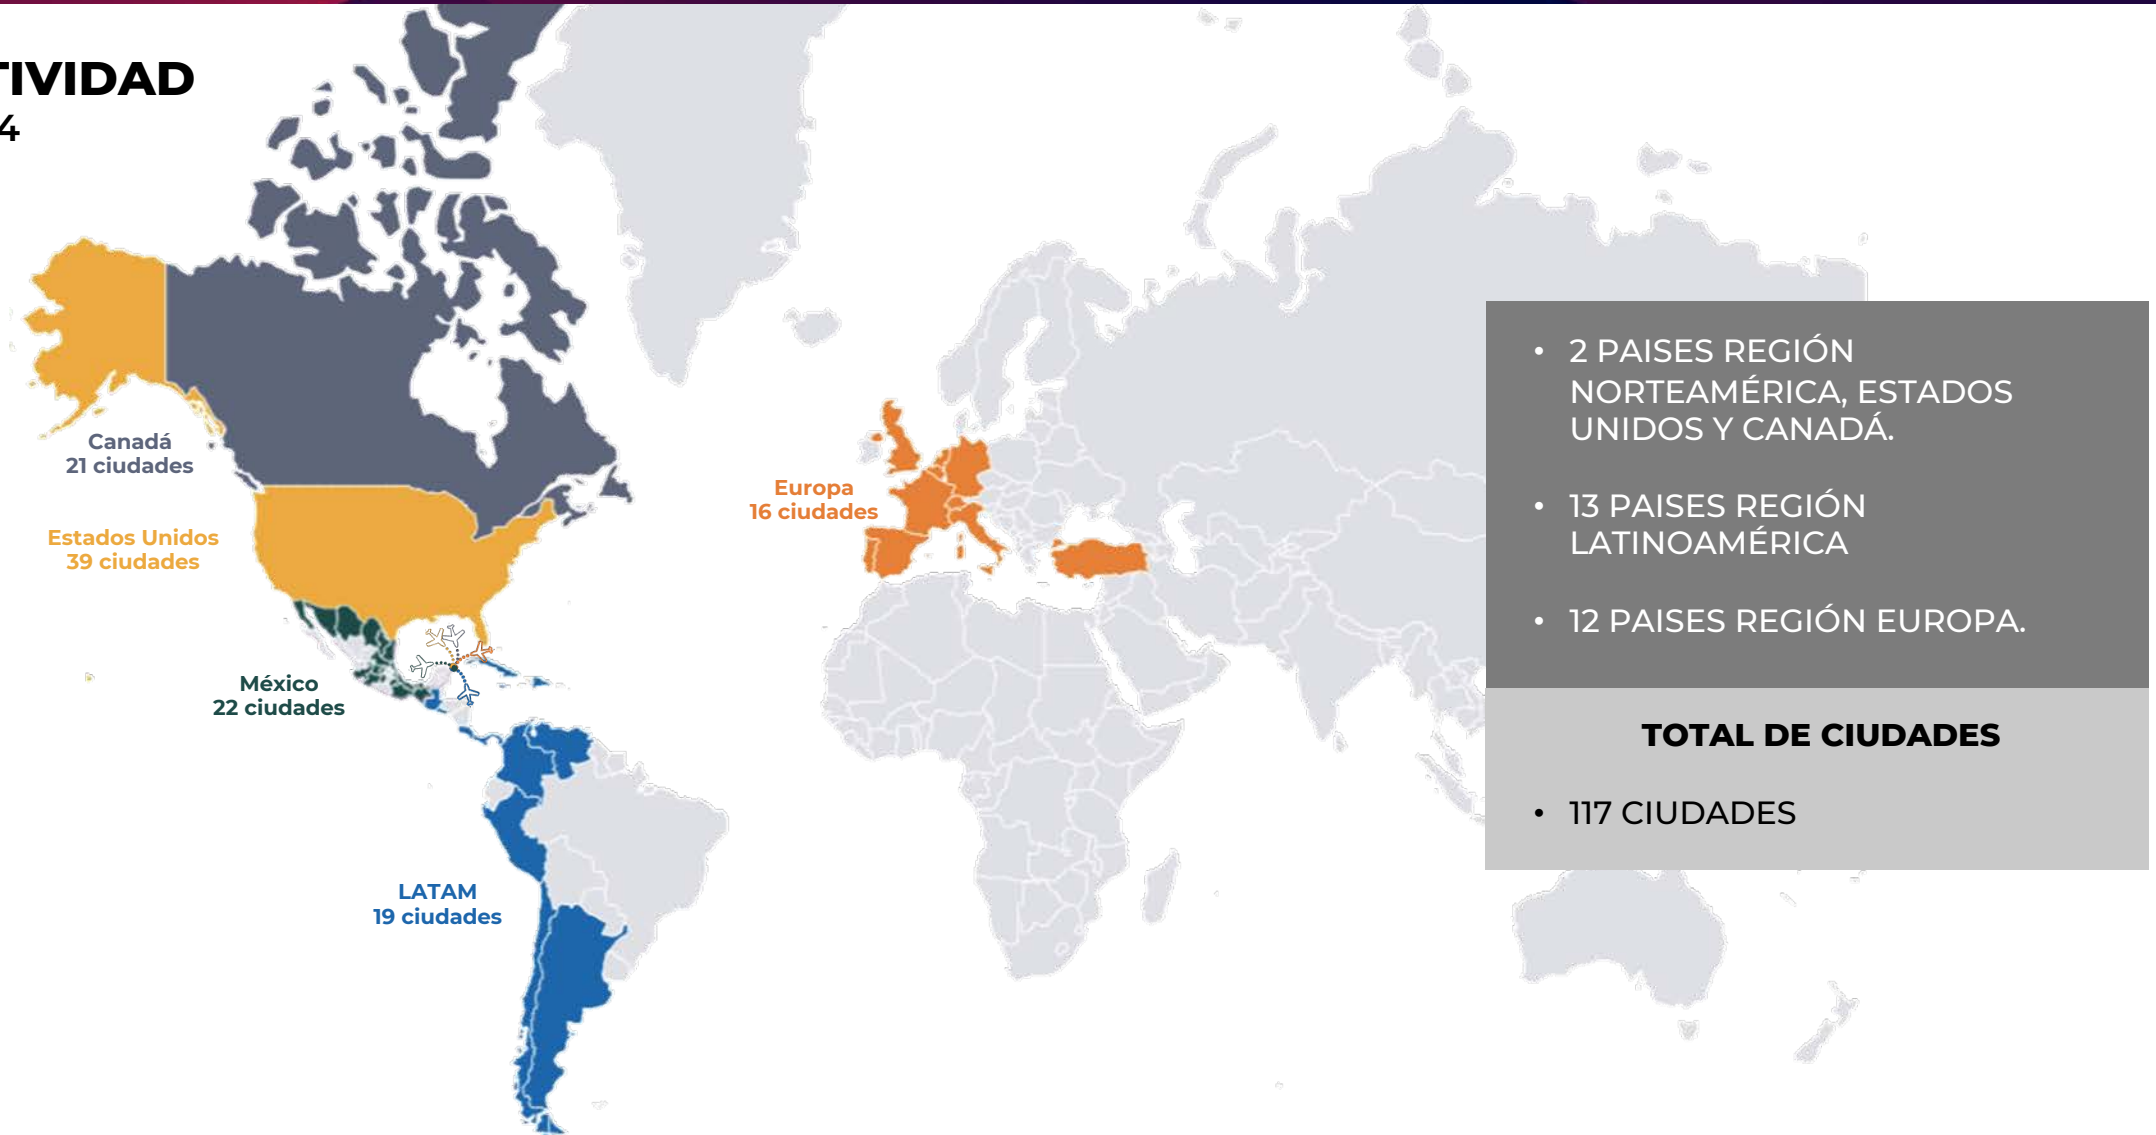 TIVIDAD
4
Canadá
21 ciudades
Estados Unidos
39 ciudades
México
22 ciudades
LATAM
19 ciudades
Europa
16 ciudades
• 2 PAISES REGIÓN
NORTEAMÉRICA, ESTADOS
UNIDOS Y CANADÁ.
• 13 PAISES REGIÓN
LATINOAMÉRICA
• 12 PAISES REGIÓN EUROPA.
TOTAL DE CIUDADES
• 117 CIUDADES